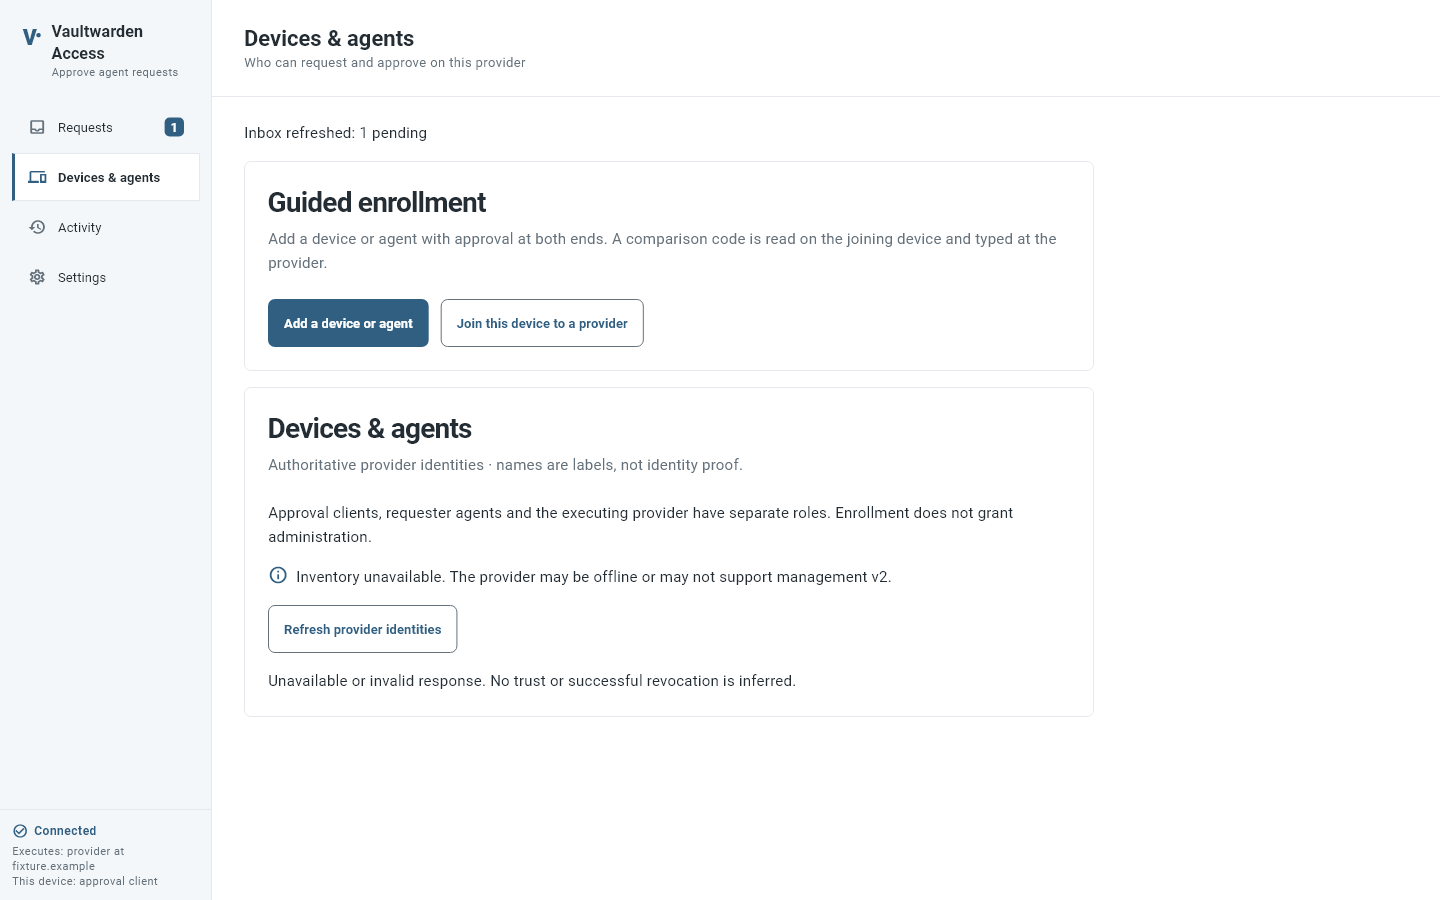 Vaultwarden
Access
Approve agent requests
Requests
1
Devices & agents
Activity
Settings
Connected
Executes: provider at
fixture.example
This device: approval client
Devices & agents
Who can request and approve on this provider
Inbox refreshed: 1 pending
Guided enrollment
Add a device or agent with approval at both ends. A comparison code is read on the joining device and typed at the
provider.
Add a device or agent
Join this device to a provider
Devices & agents
Authoritative provider identities · names are labels, not identity proof.
Approval clients, requester agents and the executing provider have separate roles. Enrollment does not grant
administration.
Inventory unavailable. The provider may be offline or may not support management v2.
Refresh provider identities
Unavailable or invalid response. No trust or successful revocation is inferred.